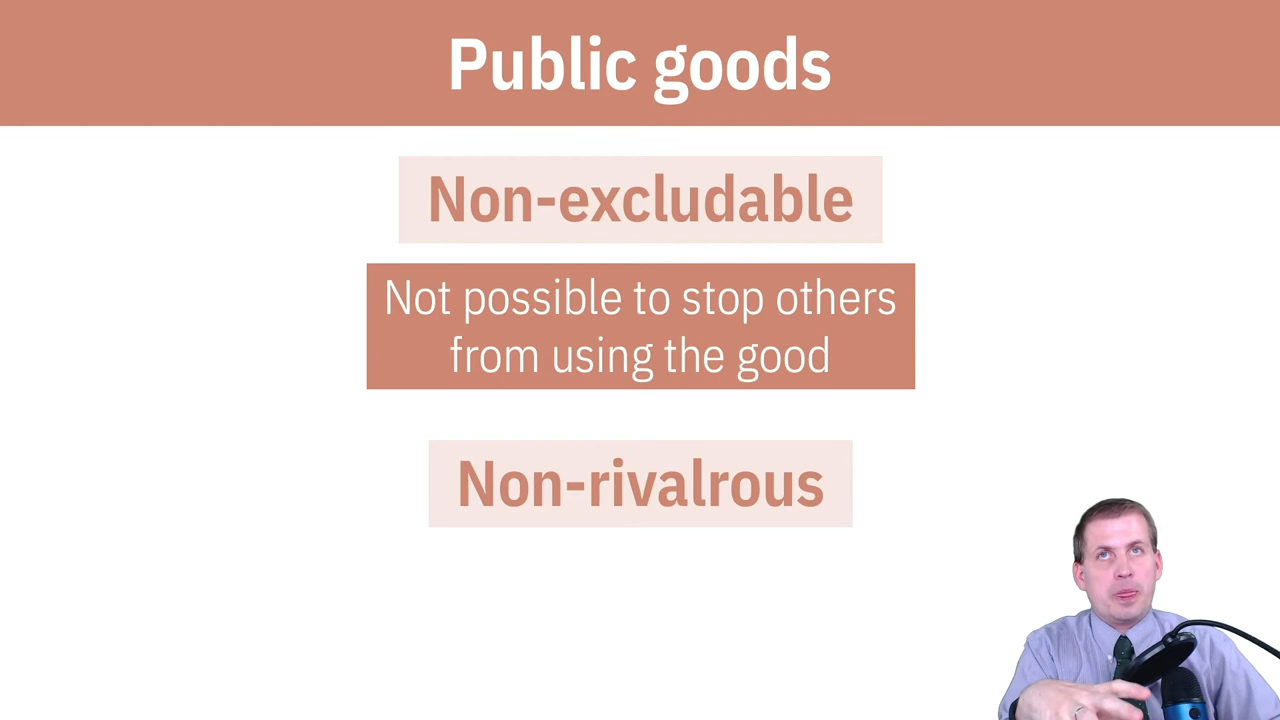 Public goods
Non-excludable
Not possible to stop others
from using the good
Non-rivalrous